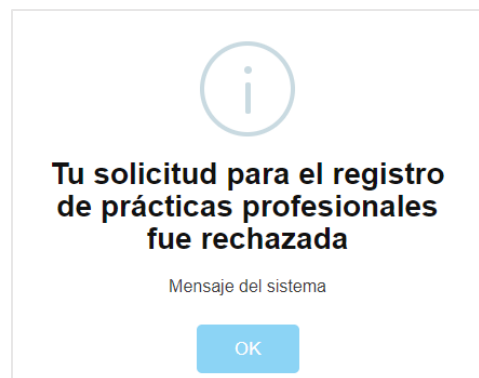 i
Tu solicitud para el registro
de prácticas profesionales
fue rechazada
Mensaje del sistema
OK